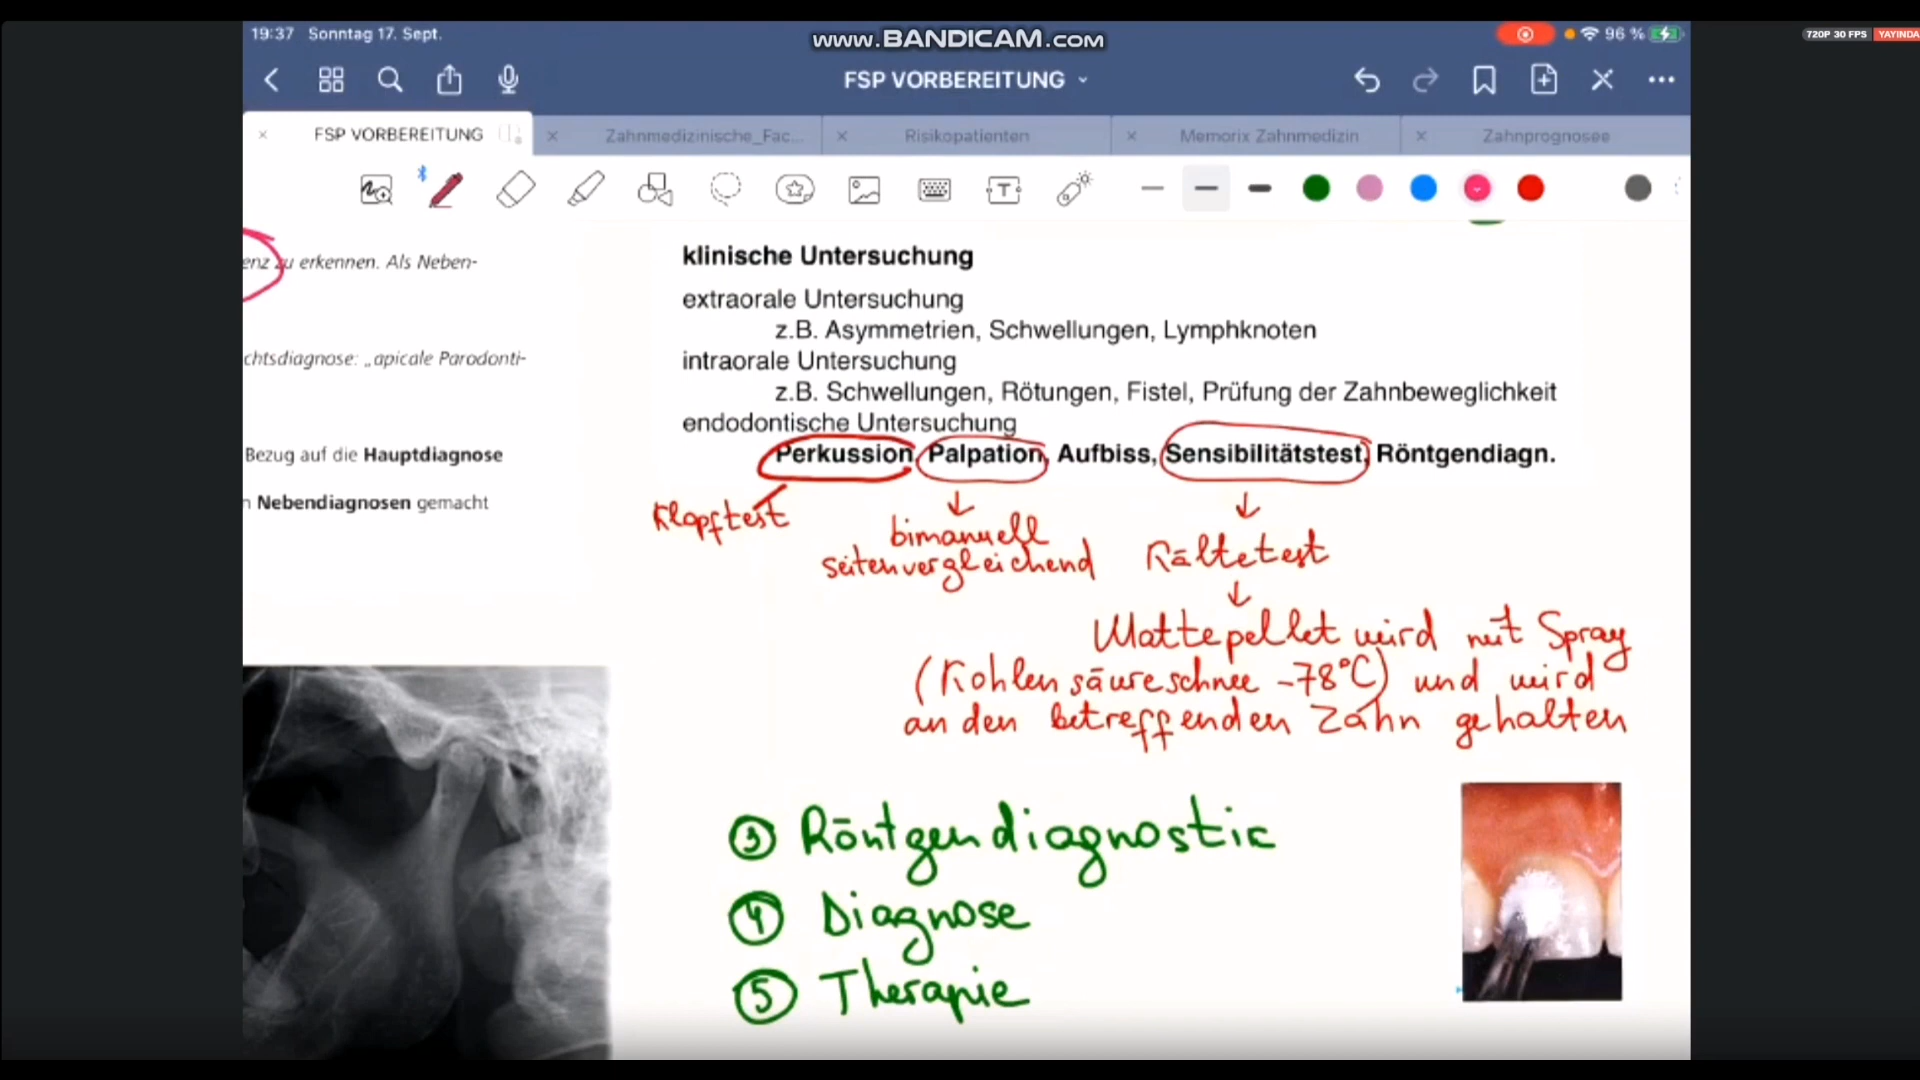 19:37 Sonntag 17. Sept.
www.BANDICAM.com
96 %
720P 30 FPS
YAYINDA
FSP VORBEREITUNG
FSP VORBEREITUNG
Zahnmedizinische_Fac...
Risikopatienten
Memorix Zahnmedizin
Zahnprognosee
enz zu erkennen. Als Neben-
chtsdiagnose: „apicale Parodonti-
Bezug auf die Hauptdiagnose
n Nebendiagnosen gemacht
klinische Untersuchung
extraorale Untersuchung
z.B. Asymmetrien, Schwellungen, Lymphknoten
intraorale Untersuchung
z.B. Schwellungen, Rötungen, Fistel, Prüfung der Zahnbeweglichkeit
endodontische Untersuchung
Perkussion, Palpation, Aufbiss, Sensibilitätstest, Röntgendiagn.
Klopftest
bimanuell
seitenvergleichend
Kältetest
Wattepellet wird mit Spray
(Kohlensäureschnee -78°C) und wird
an den betreffenden Zahn gehalten
3 Röntgendiagnostic
4 Diagnose
5 Therapie